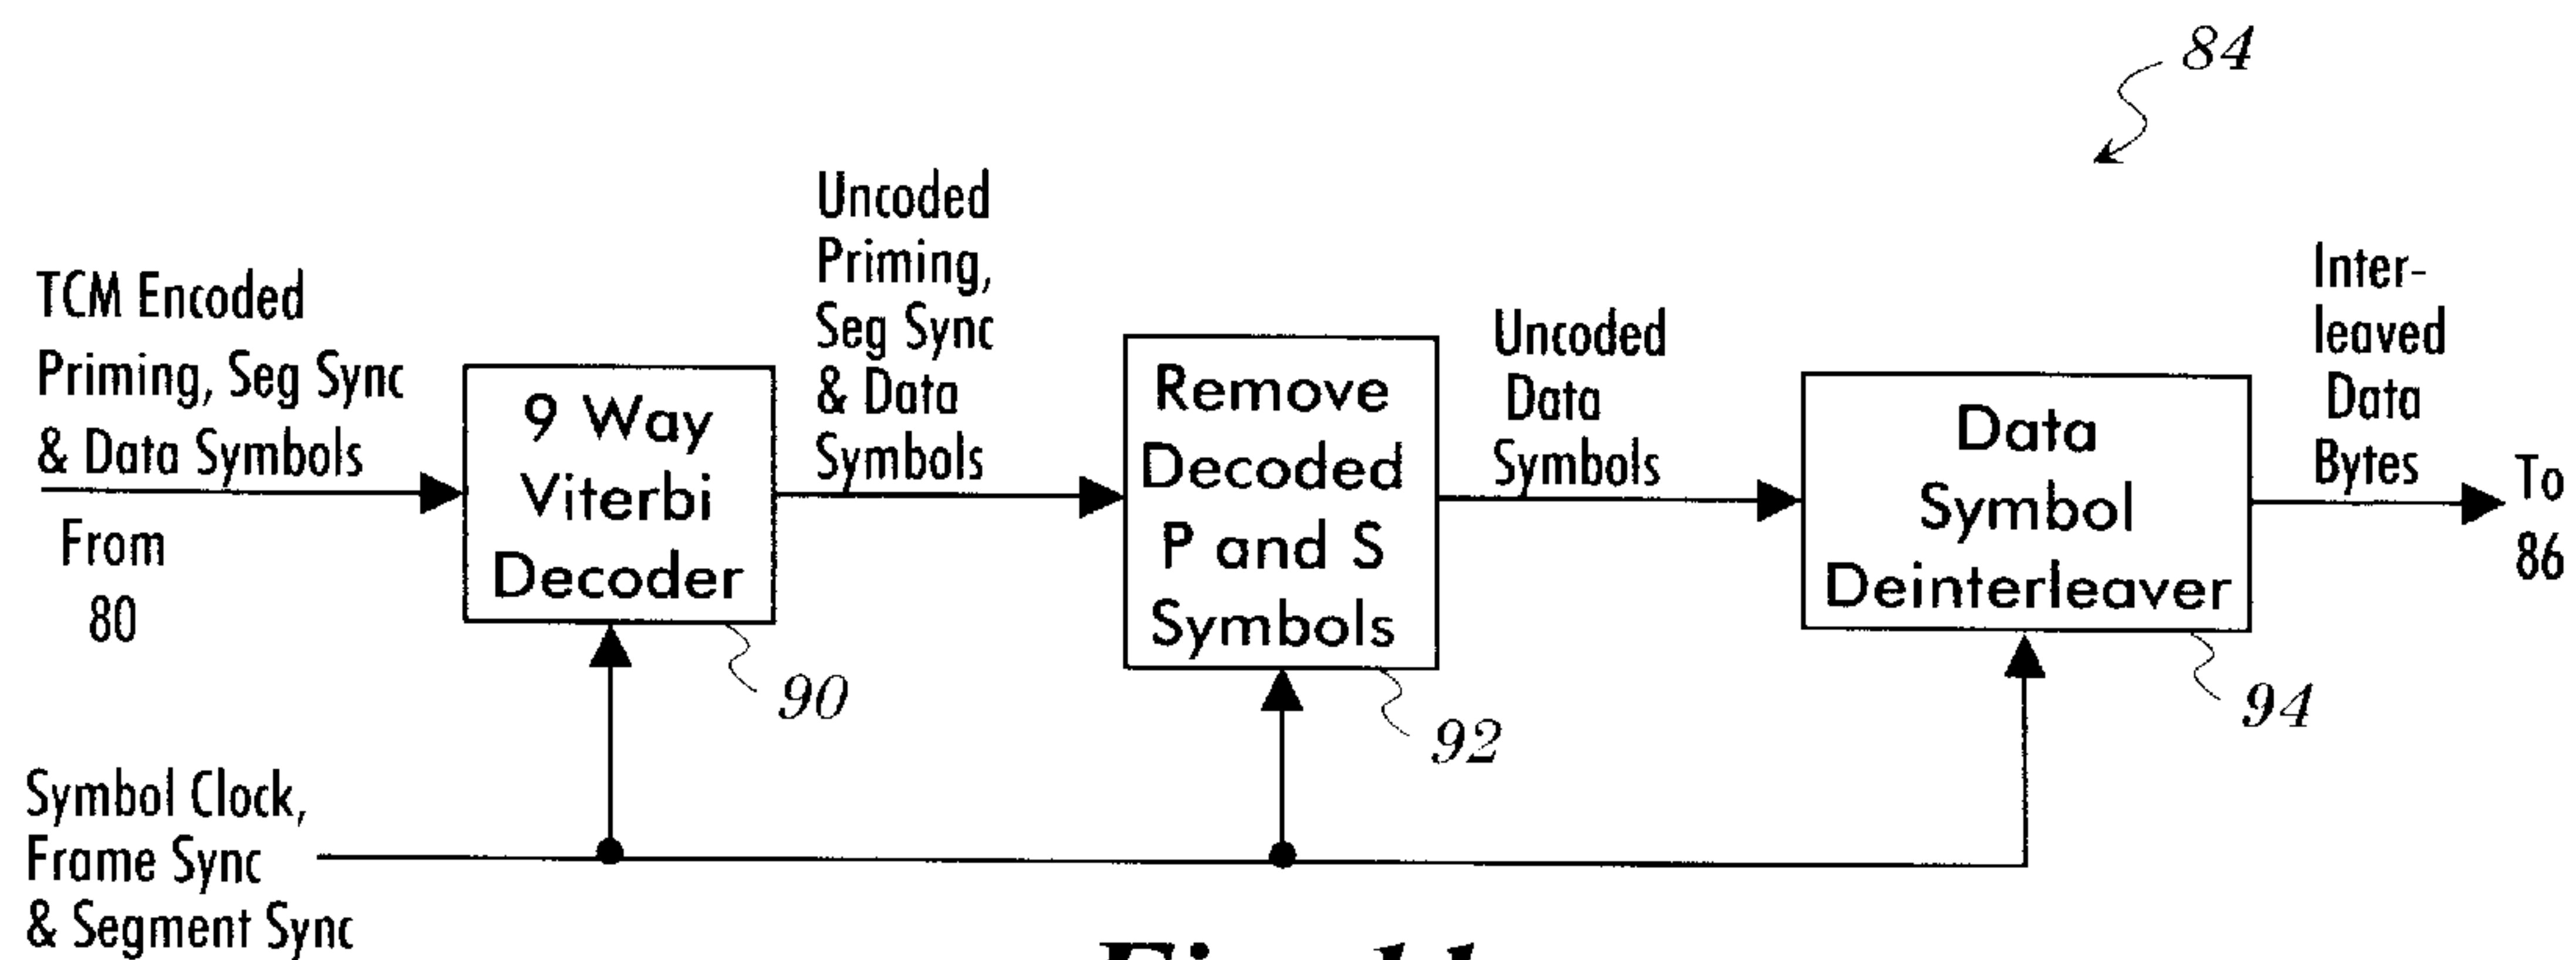 84
TCM Encoded
Priming, Seg Sync
& Data Symbols
From
80
9 Way
Viterbi
Decoder
90
Uncoded
Priming,
Seg Sync
& Data
Symbols
Remove
Decoded
P and S
Symbols
92
Uncoded
Data
Symbols
Data
Symbol
Deinterleaver
94
Inter-
leaved
Data
Bytes
To
86
Symbol Clock,
Frame Sync
& Segment Sync